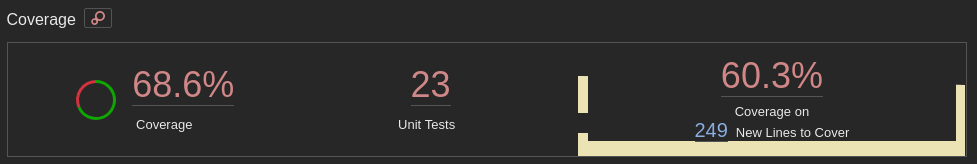 Coverage
68.6%
Coverage
23
Unit Tests
60.3%
Coverage on
249 New Lines to Cover